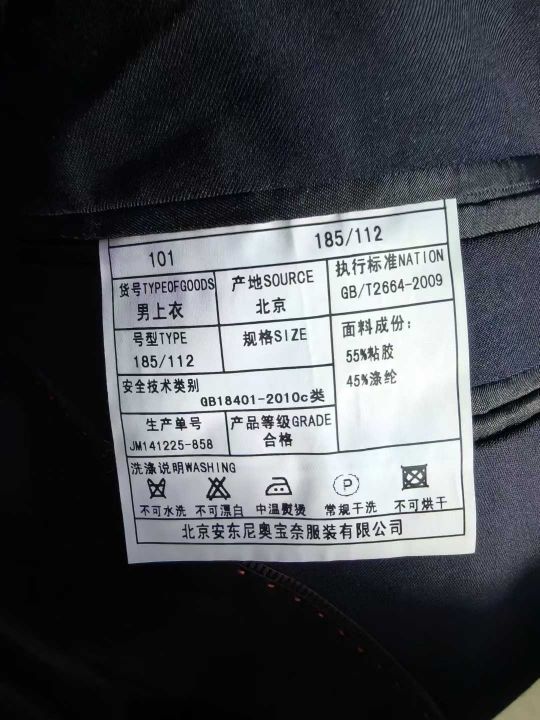 101 185/112
货号TYPEOFGOODS
男上衣
产地SOURCE
北京
执行标准NATION
GB/T2664-2009
号型TYPE
185/112
规格SIZE
面料成份:
55%粘胶
45%涤纶
安全技术类别
GB18401-2010c类
生产单号
JM141225-858
产品等级GRADE
合格
洗涤说明WASHING
P
不可水洗 不可漂白 中温熨烫 常规干洗 不可烘干
北京安东尼奥宝奈服装有限公司